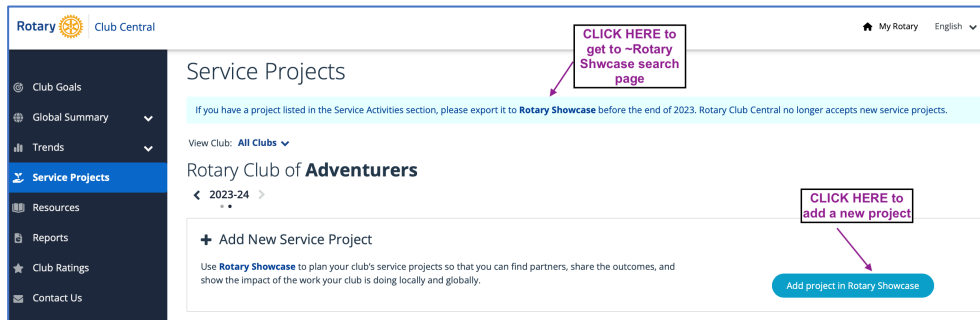 Rotary Club Central
My Rotary English
CLICK HERE to
get to ~Rotary
Shwcase search
page
Service Projects
Club Goals
Global Summary
Trends
Service Projects
Resources
Reports
Club Ratings
Contact Us
If you have a project listed in the Service Activities section, please export it to Rotary Showcase before the end of 2023. Rotary Club Central no longer accepts new service projects.
View Club: All Clubs
Rotary Club of Adventurers
2023-24
CLICK HERE to
add a new project
Add New Service Project
Use Rotary Showcase to plan your club's service projects so that you can find partners, share the outcomes, and
show the impact of the work your club is doing locally and globally.
Add project in Rotary Showcase